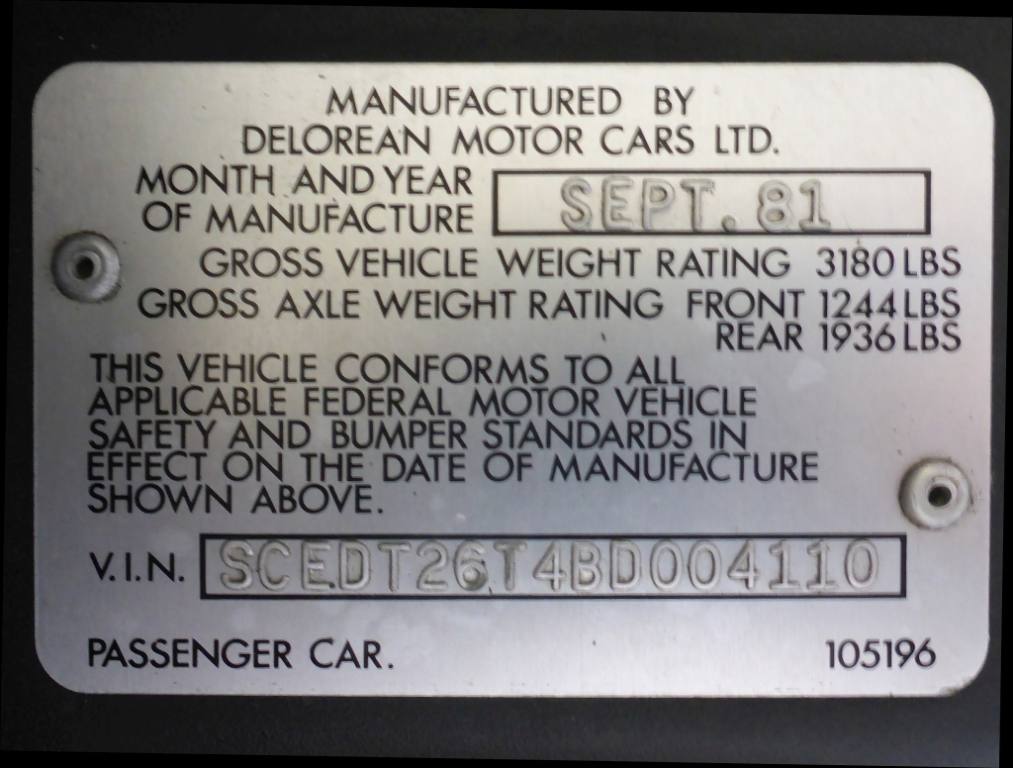 MANUFACTURED BY
DELOREAN MOTOR CARS LTD.
MONTH AND YEAR
OF MANUFACTURE SEPT.81
GROSS VEHICLE WEIGHT RATING 3180 LBS
GROSS AXLE WEIGHT RATING FRONT 1244 LBS
REAR 1936 LBS
THIS VEHICLE CONFORMS TO ALL
APPLICABLE FEDERAL MOTOR VEHICLE
SAFETY AND BUMPER STANDARDS IN
EFFECT ON THE DATE OF MANUFACTURE
SHOWN ABOVE.
V.I.N. SCEDT26T4BD004110
PASSENGER CAR. 105196